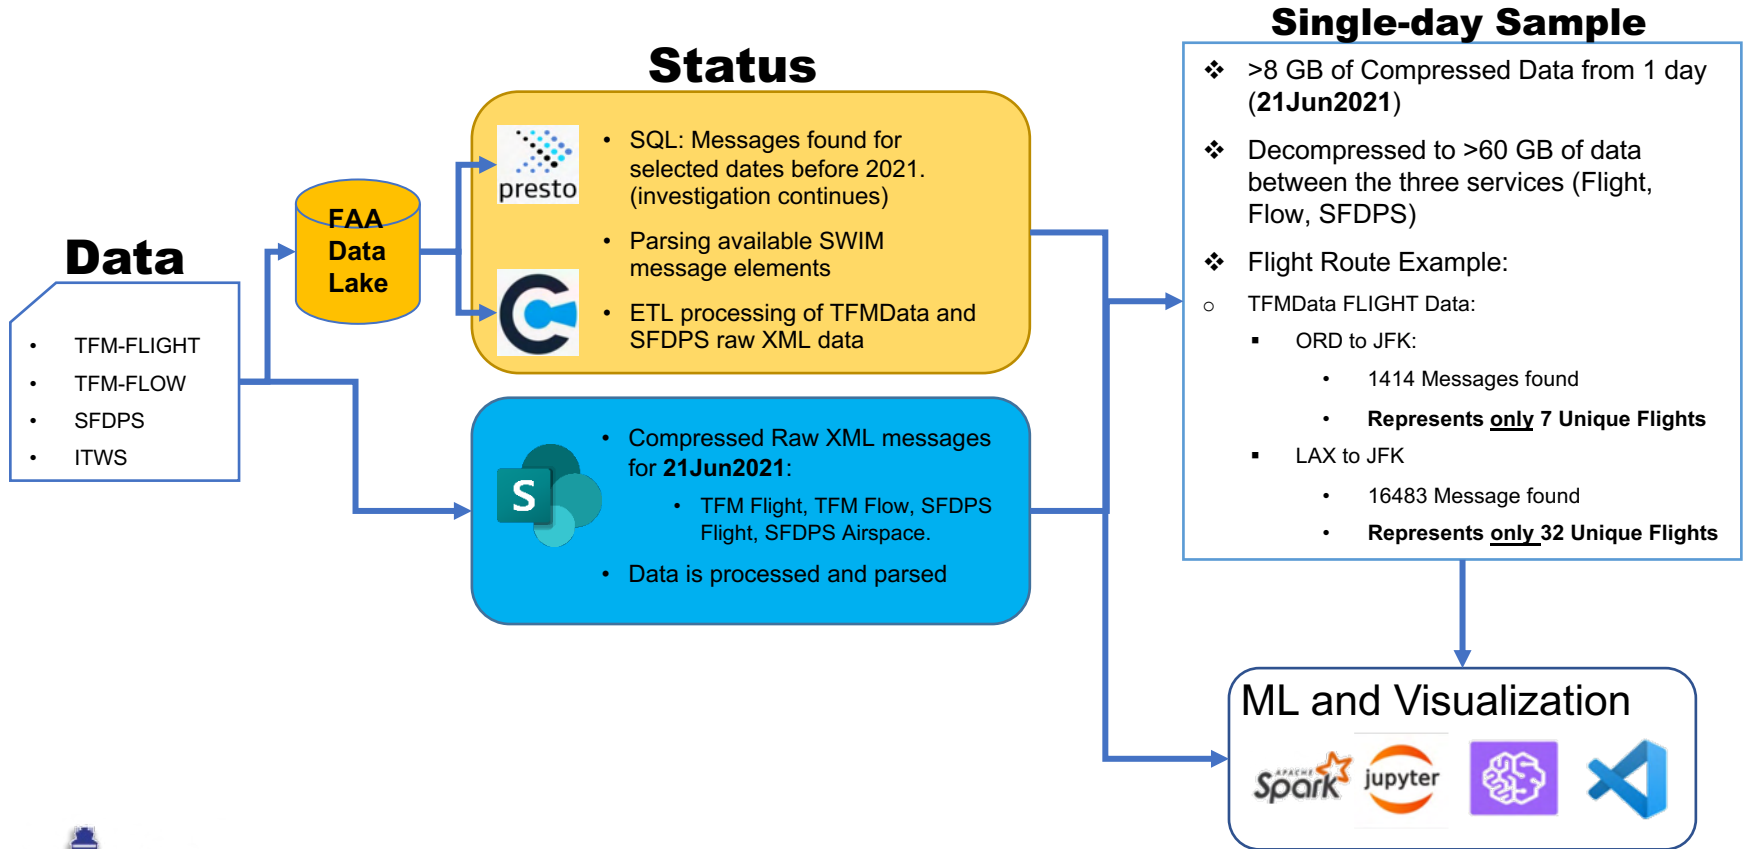 Data
• TFM-FLIGHT
• TFM-FLOW
• SFDPS
• ITWS
FAA
Data
Lake
Status
presto
• SQL: Messages found for
selected dates before 2021.
(investigation continues)
• Parsing available SWIM
message elements
• ETL processing of TFMData and
SFDPS raw XML data
S
• Compressed Raw XML messages
for 21Jun2021:
• TFM Flight, TFM Flow, SFDPS
Flight, SFDPS Airspace.
• Data is processed and parsed
Single-day Sample
❖ >8 GB of Compressed Data from 1 day
(21Jun2021)
❖ Decompressed to >60 GB of data
between the three services (Flight,
Flow, SFDPS)
❖ Flight Route Example:
○ TFMData FLIGHT Data:
▪ ORD to JFK:
• 1414 Messages found
• Represents only 7 Unique Flights
▪ LAX to JFK
• 16483 Message found
• Represents only 32 Unique Flights
ML and Visualization
APACHE
Spark
jupyter